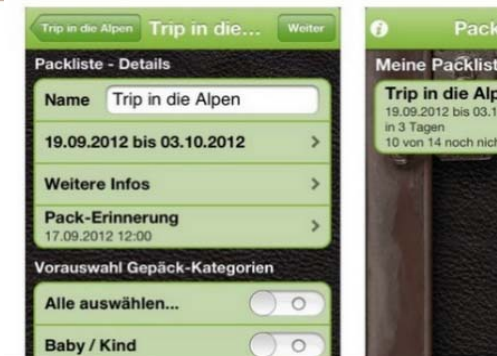 Trip in die Alpen Trip in die... Weiter
Packliste - Details
Name Trip in die Alpen
19.09.2012 bis 03.10.2012
Weitere Infos
Pack-Erinnerung
17.09.2012 12:00
Vorauswahl Gepäck-Kategorien
Alle auswählen...
Baby / Kind
Pack
Meine Packlist
Trip in die Alp
19.09.2012 bis 03.1
in 3 Tagen
10 von 14 noch nich